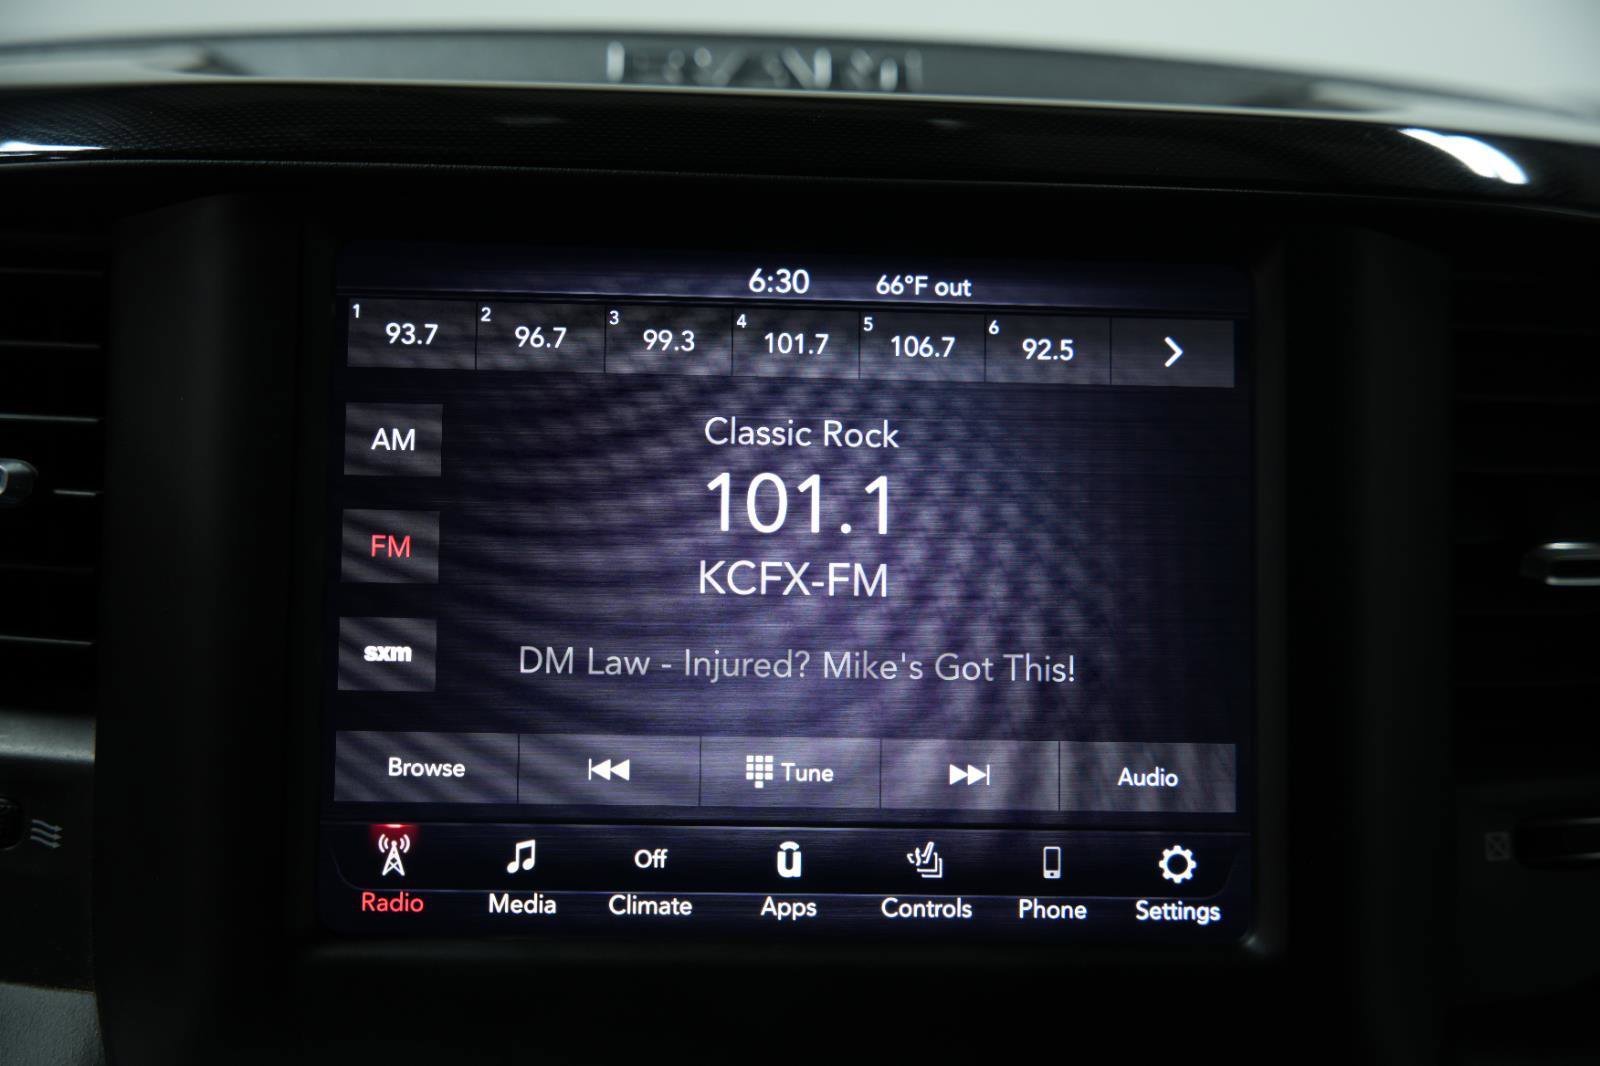 6:30 66°F out
1 93.7 2 96.7 3 99.3 4 101.7 5 106.7 6 92.5
AM
Classic Rock
101.1
FM
KCFX-FM
sxm
DM Law - Injured? Mike's Got This!
Browse Tune Audio
Off
Radio Media Climate Apps Controls Phone Settings